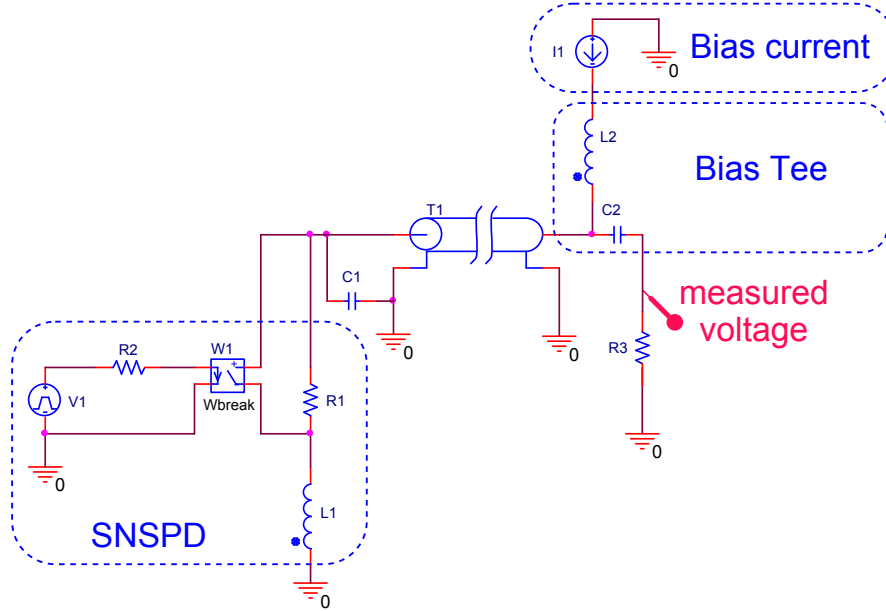 I1
0
Bias current
L2
Bias Tee
T1
C2
C1
measured
voltage
0
0
R3
R2
W1
V1
Wbreak
R1
0
0
L1
SNSPD
0